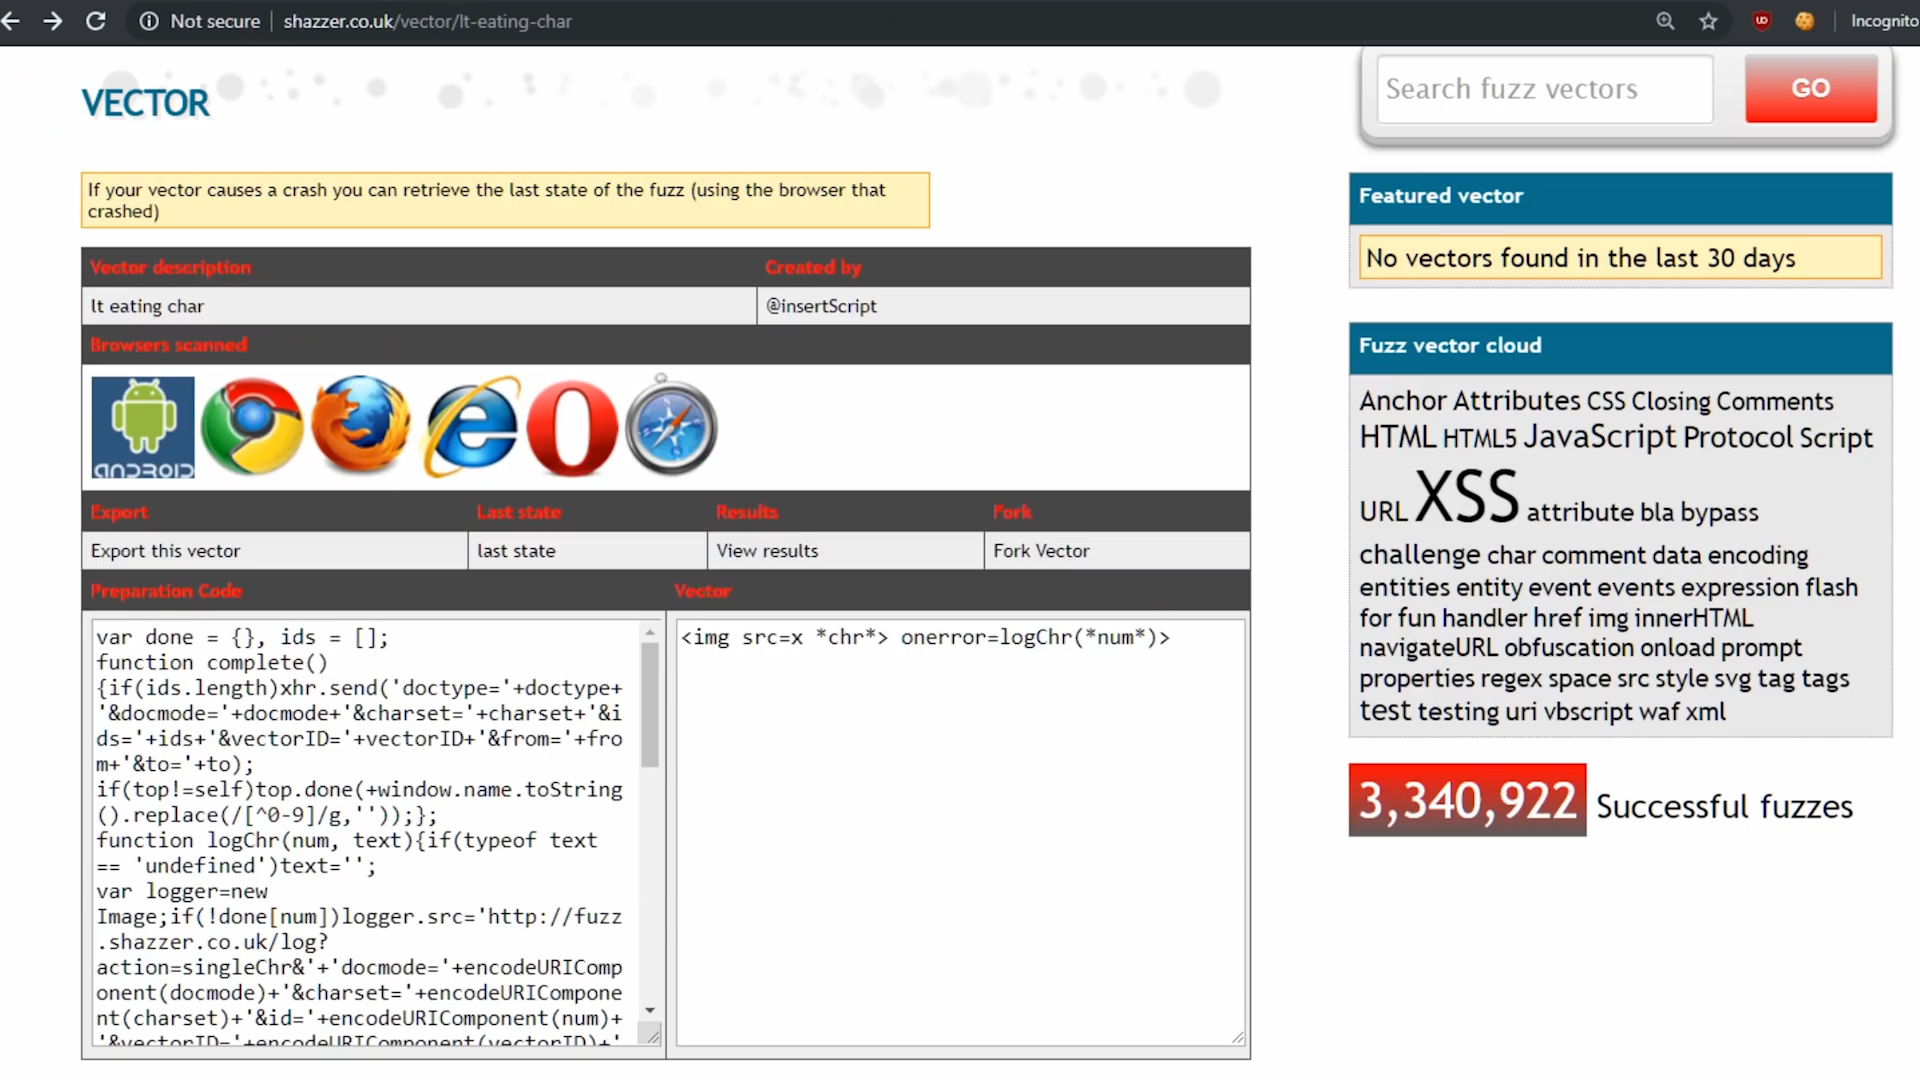 Not secure | shazzer.co.uk/vector/lt-eating-char
Incognito
VECTOR
Search fuzz vectors
GO
If your vector causes a crash you can retrieve the last state of the fuzz (using the browser that
crashed)
Vector description Created by
lt eating char @insertScript
Browsers scanned
ANDROID
Export Last state Results Fork
Export this vector last state View results Fork Vector
Preparation Code Vector
var done = {}, ids = [];
function complete()
{if(ids.length)xhr.send('doctype='+doctype+
'&docmode='+docmode+'&charset='+charset+'&i
ds='+ids+'&vectorID='+vectorID+'&from='+fro
m+'&to='+to);
if(top!=self)top.done(+window.name.toString
().replace(/[^0-9]/g,''));};
function logChr(num, text){if(typeof text
== 'undefined')text='';
var logger=new
Image;if(!done[num])logger.src='http://fuzz
.shazzer.co.uk/log?
action=singleChr&'+'docmode='+encodeURIComp
onent(docmode)+'&charset='+encodeURICompone
nt(charset)+'&id='+encodeURIComponent(num)+
'&vectorID='+encodeURIComponent(vectorID)+'
<img src=x *chr*> onerror=logChr(*num*)>
Featured vector
No vectors found in the last 30 days
Fuzz vector cloud
Anchor Attributes CSS Closing Comments
HTML HTML5 JavaScript Protocol Script
URL XSS attribute bla bypass
challenge char comment data encoding
entities entity event events expression flash
for fun handler href img innerHTML
navigateURL obfuscation onload prompt
properties regex space src style svg tag tags
test testing uri vbscript waf xml
3,340,922 Successful fuzzes